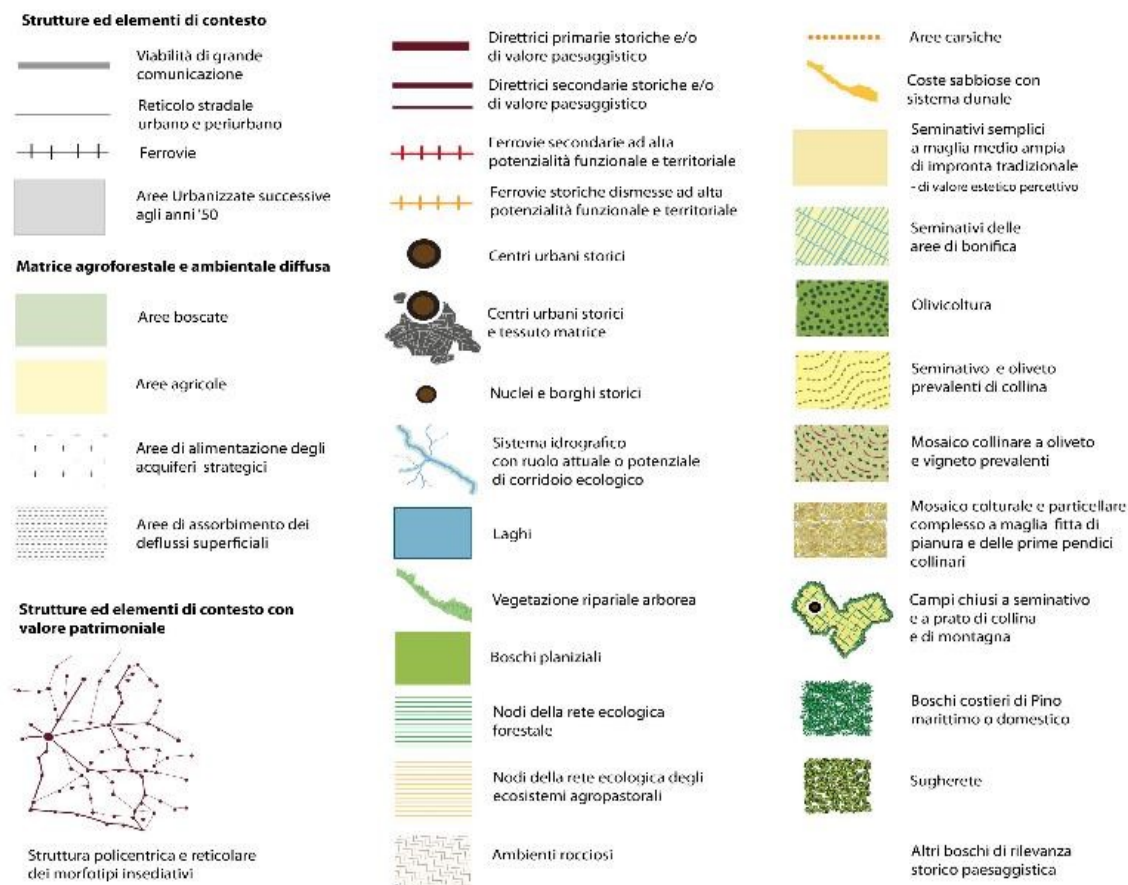 Strutture ed elementi di contesto
Viabilità di grande
comunicazione
Reticolo stradale
urbano e periurbano
Ferrovie
Aree Urbanizzate successive
agli anni '50
Matrice agroforestale e ambientale diffusa
Aree boscate
Aree agricole
Aree di alimentazione degli
acquiferi strategici
Aree di assorbimento dei
deflussi superficiali
Strutture ed elementi di contesto con
valore patrimoniale
Struttura policentrica e reticolare
dei morfotipi insediativi
Direttrici primarie storiche e/o
di valore paesaggistico
Direttrici secondarie storiche e/o
di valore paesaggistico
Ferrovie secondarie ad alta
potenzialità funzionale e territoriale
Ferrovie storiche dismesse ad alta
potenzialità funzionale e territoriale
Centri urbani storici
Centri urbani storici
e tessuto matrice
Nuclei e borghi storici
Sistema idrografico
con ruolo attuale o potenziale
di corridoio ecologico
Laghi
Vegetazione ripariale arborea
Boschi planiziali
Nodi della rete ecologica
forestale
Nodi della rete ecologica degli
ecosistemi agropastorali
Ambienti rocciosi
Aree carsiche
Coste sabbiose con
sistema dunale
Seminativi semplici
a maglia medio ampia
di impronta tradizionale
- di valore estetico percettivo
Seminativi delle
aree di bonifica
Olivicoltura
Seminativo e oliveto
prevalenti di collina
Mosaico collinare a oliveto
e vigneto prevalenti
Mosaico colturale e particellare
complesso a maglia fitta di
pianura e delle prime pendici
collinari
Campi chiusi a seminativo
e a prato di collina
e di montagna
Boschi costieri di Pino
marittimo o domestico
Sugherete
Altri boschi di rilevanza
storico paesaggistica